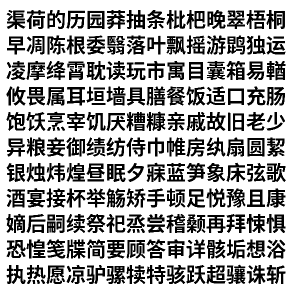 渠荷的历园莽抽条枇杷晚翠梧桐
早凋陈根委翳落叶飘摇游鹍独运
凌摩绛霄耽读玩市寓目囊箱易輶
攸畏属耳垣墙具膳餐饭适口充肠
饱饫烹宰饥厌糟糠亲戚故旧老少
异粮妾御绩纺侍巾帷房纨扇圆絜
银烛炜煌昼眠夕寐蓝笋象床弦歌
酒宴接杯举觞矫手顿足悦豫且康
嫡后嗣续祭祀烝尝稽颡再拜悚惧
恐惶笺牒简要顾答审详骸垢想浴
执热愿凉驴骡犊特骇跃超骧诛斩